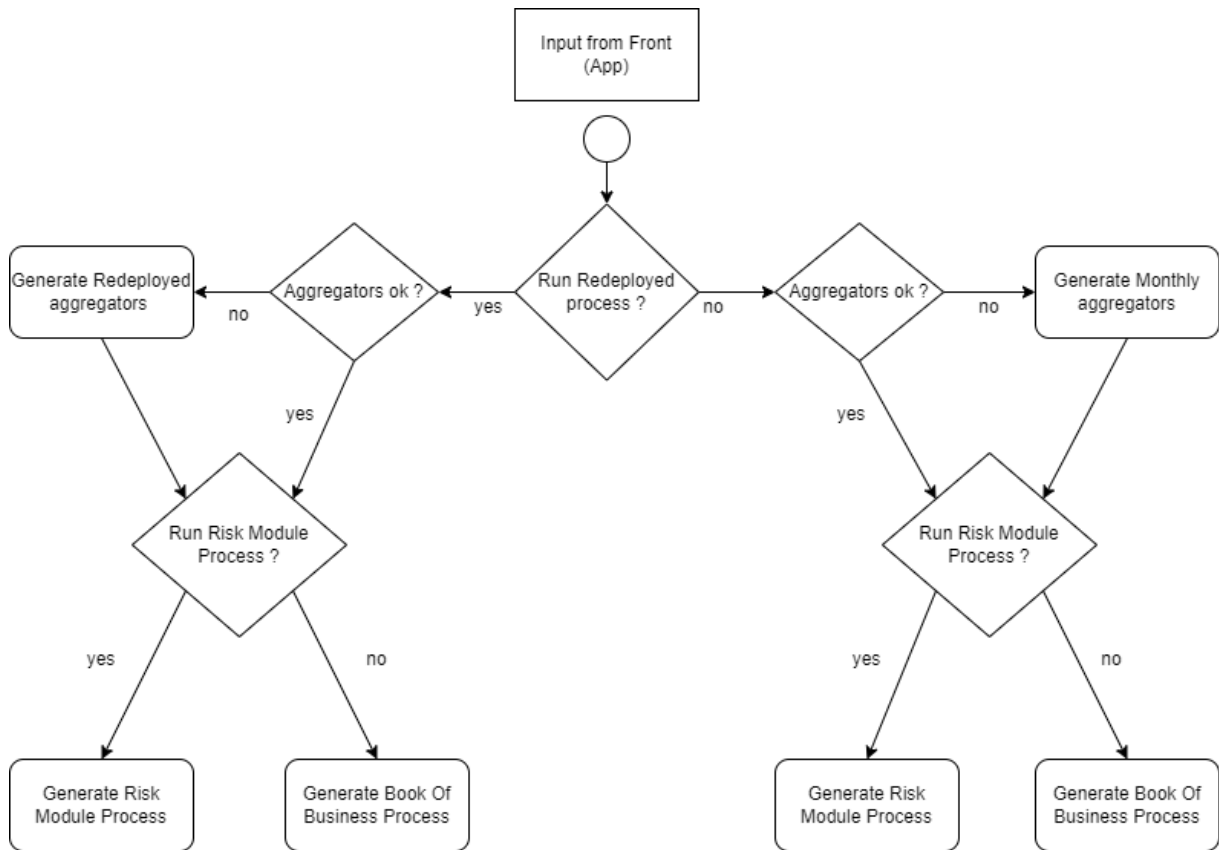 Input from Front
(App)
Generate Redeployed
aggregators
no
Aggregators ok ?
yes
Run Redeployed
process ?
no
Aggregators ok ?
no
Generate Monthly
aggregators
yes
yes
Run Risk Module
Process ?
Run Risk Module
Process ?
yes
no
yes
no
Generate Risk
Module Process
Generate Book Of
Business Process
Generate Risk
Module Process
Generate Book Of
Business Process